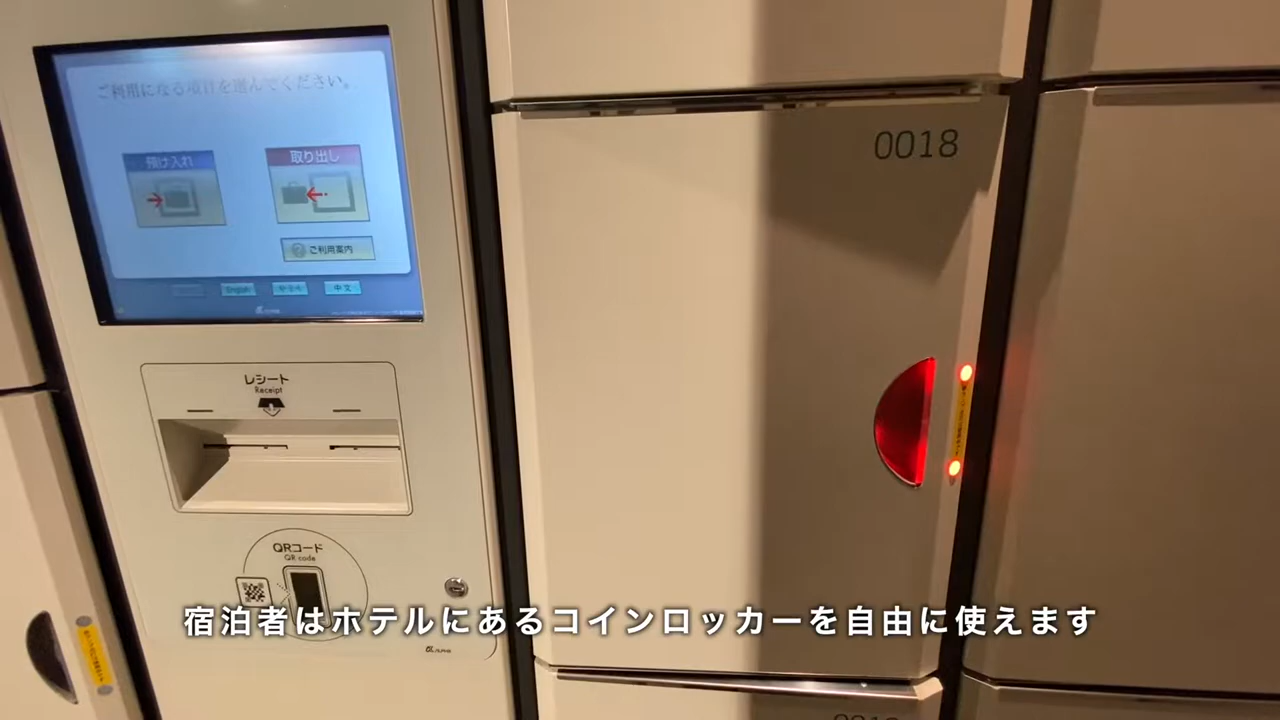 ご利用になる項目を選んでください。
預け入れ
取り出し
ご利用案内
English
中文
レシート
Receipt
QRコード
QR code
0018
宿泊者はホテルにあるコインロッカーを自由に使えます